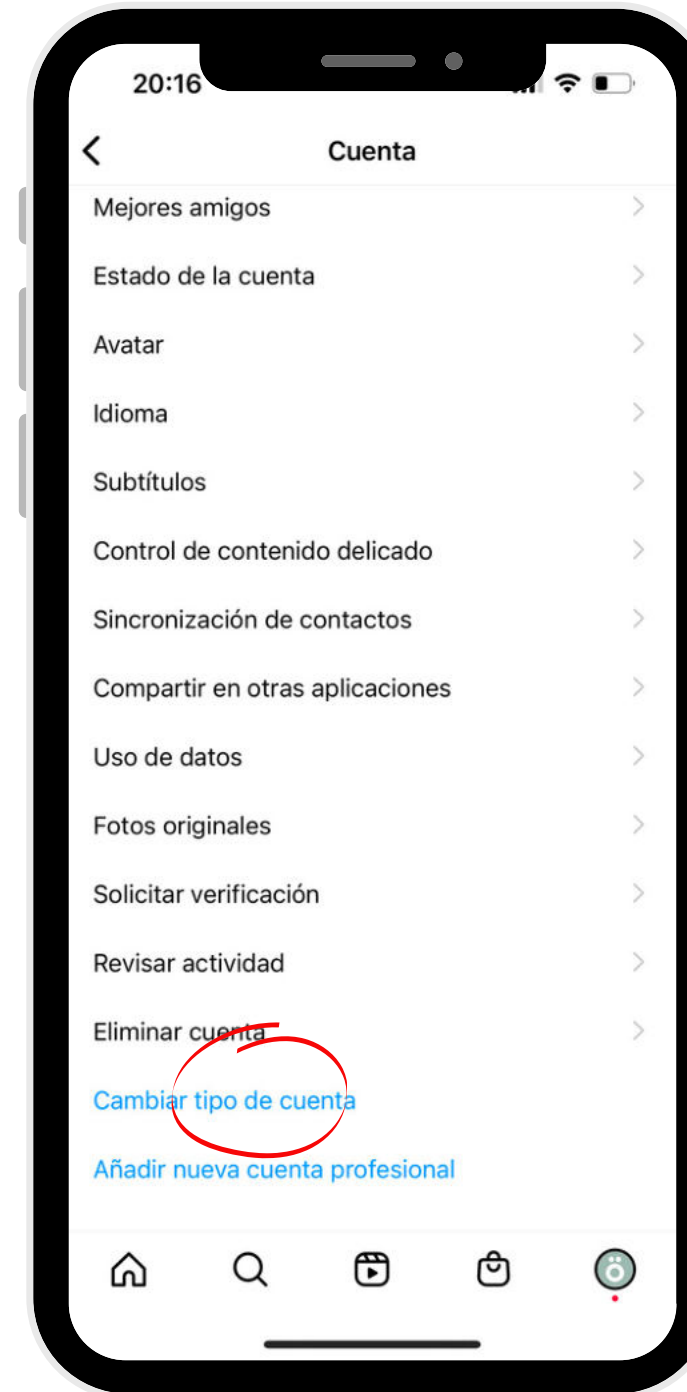 20:16
Cuenta
Mejores amigos
Estado de la cuenta
Avatar
Idioma
Subtítulos
Control de contenido delicado
Sincronización de contactos
Compartir en otras aplicaciones
Uso de datos
Fotos originales
Solicitar verificación
Revisar actividad
Eliminar cuenta
Cambiar tipo de cuenta
Añadir nueva cuenta profesional
ö